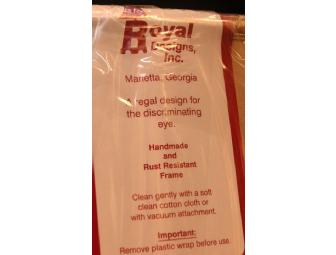 Royal
Designs,
Inc.
Marietta, Georgia
A regal design for
the discriminating
eye.
Handmade
and
Rust Resistant
Frame
Clean gently with a soft
clean cotton cloth or
with vacuum attachment.
Important:
Remove plastic wrap before use.